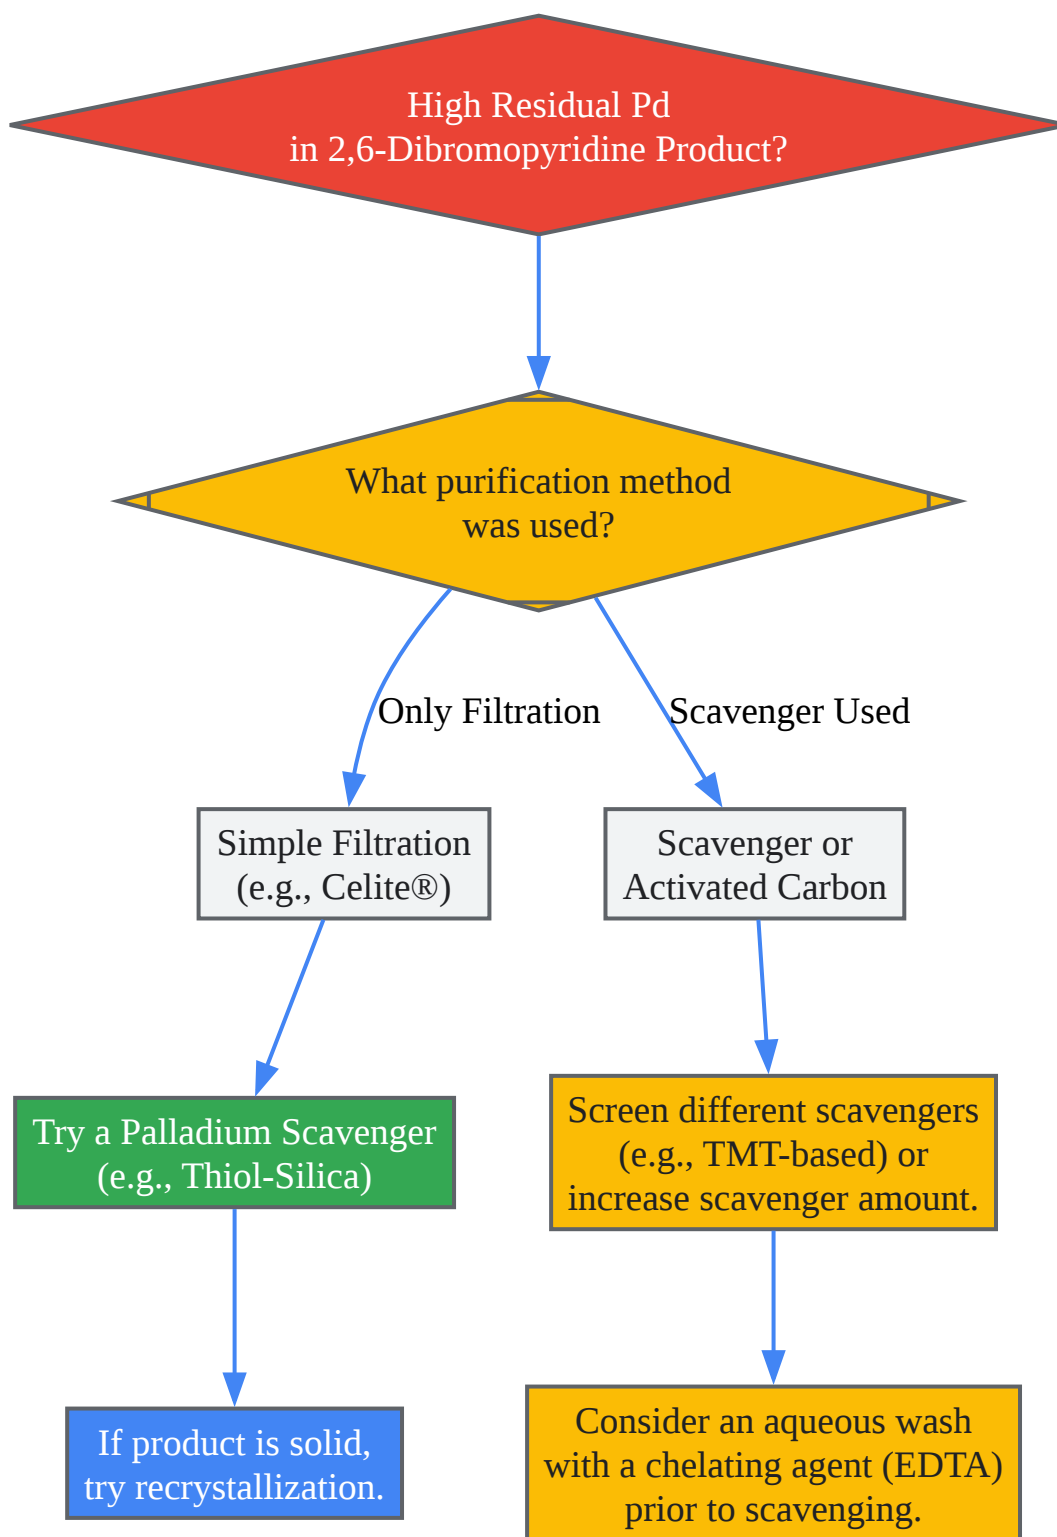 High Residual Pd
in 2,6-Dibromopyridine Product?
What purification method
was used?
Only Filtration
Scavenger Used
Simple Filtration
(e.g., Celite®)
Scavenger or
Activated Carbon
Try a Palladium Scavenger
(e.g., Thiol-Silica)
Screen different scavengers
(e.g., TMT-based) or
increase scavenger amount.
If product is solid,
try recrystallization.
Consider an aqueous wash
with a chelating agent (EDTA)
prior to scavenging.